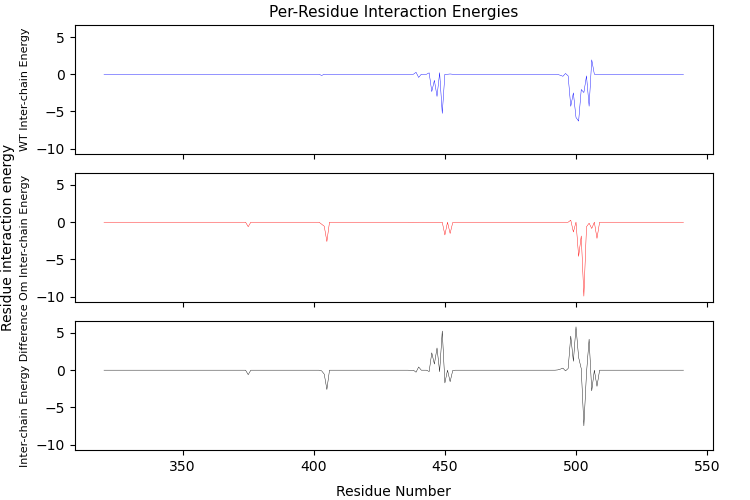 Per-Residue Interaction Energies
Residue interaction energy
WT Inter-chain Energy
5
0
−5
−10
Om Inter-chain Energy
5
0
−5
−10
Inter-chain Energy Difference
5
0
−5
−10
350
400
450
500
550
Residue Number